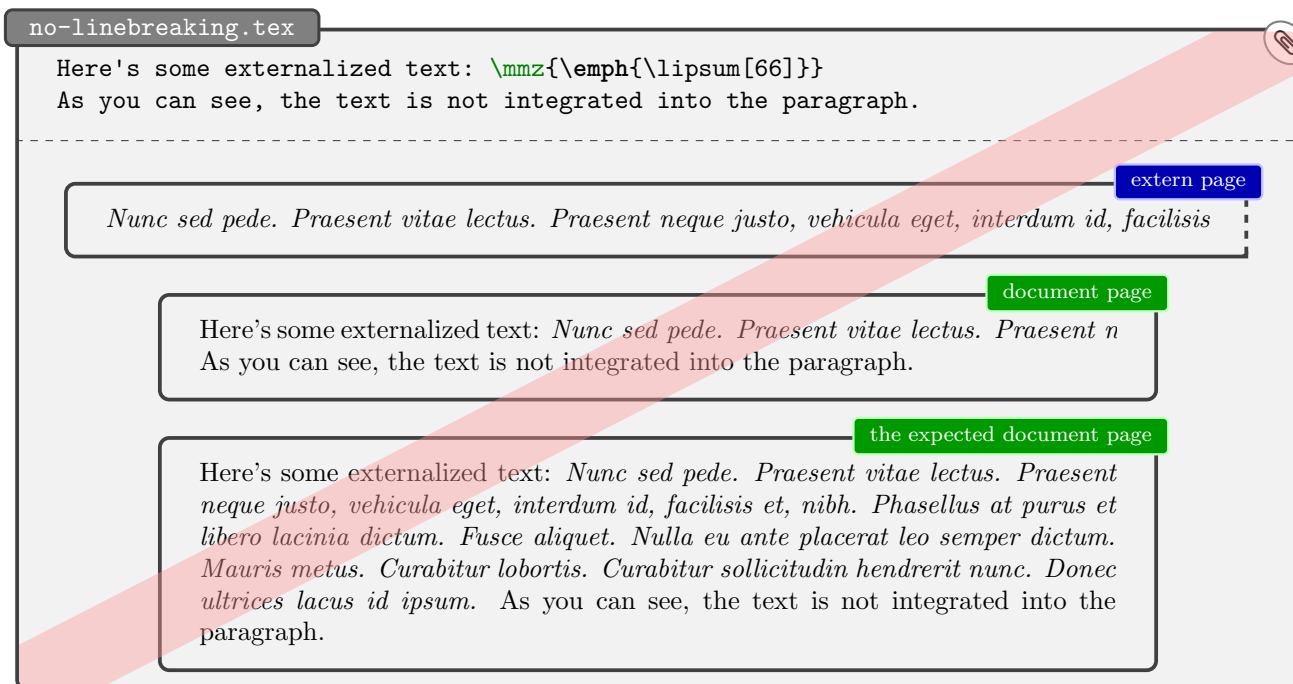 no-linebreaking.tex
Here's some externalized text: \mmz{\emph{\lipsum[66]}}
As you can see, the text is not integrated into the paragraph.
extern page
Nunc sed pede. Praesent vitae lectus. Praesent neque justo, vehicula eget, interdum id, facilisis
document page
Here's some externalized text: Nunc sed pede. Praesent vitae lectus. Praesent n
As you can see, the text is not integrated into the paragraph.
the expected document page
Here's some externalized text: Nunc sed pede. Praesent vitae lectus. Praesent
neque justo, vehicula eget, interdum id, facilisis et, nibh. Phasellus at purus et
libero lacinia dictum. Fusce aliquet. Nulla eu ante placerat leo semper dictum.
Mauris metus. Curabitur lobortis. Curabitur sollicitudin hendrerit nunc. Donec
ultrices lacus id ipsum. As you can see, the text is not integrated into the
paragraph.